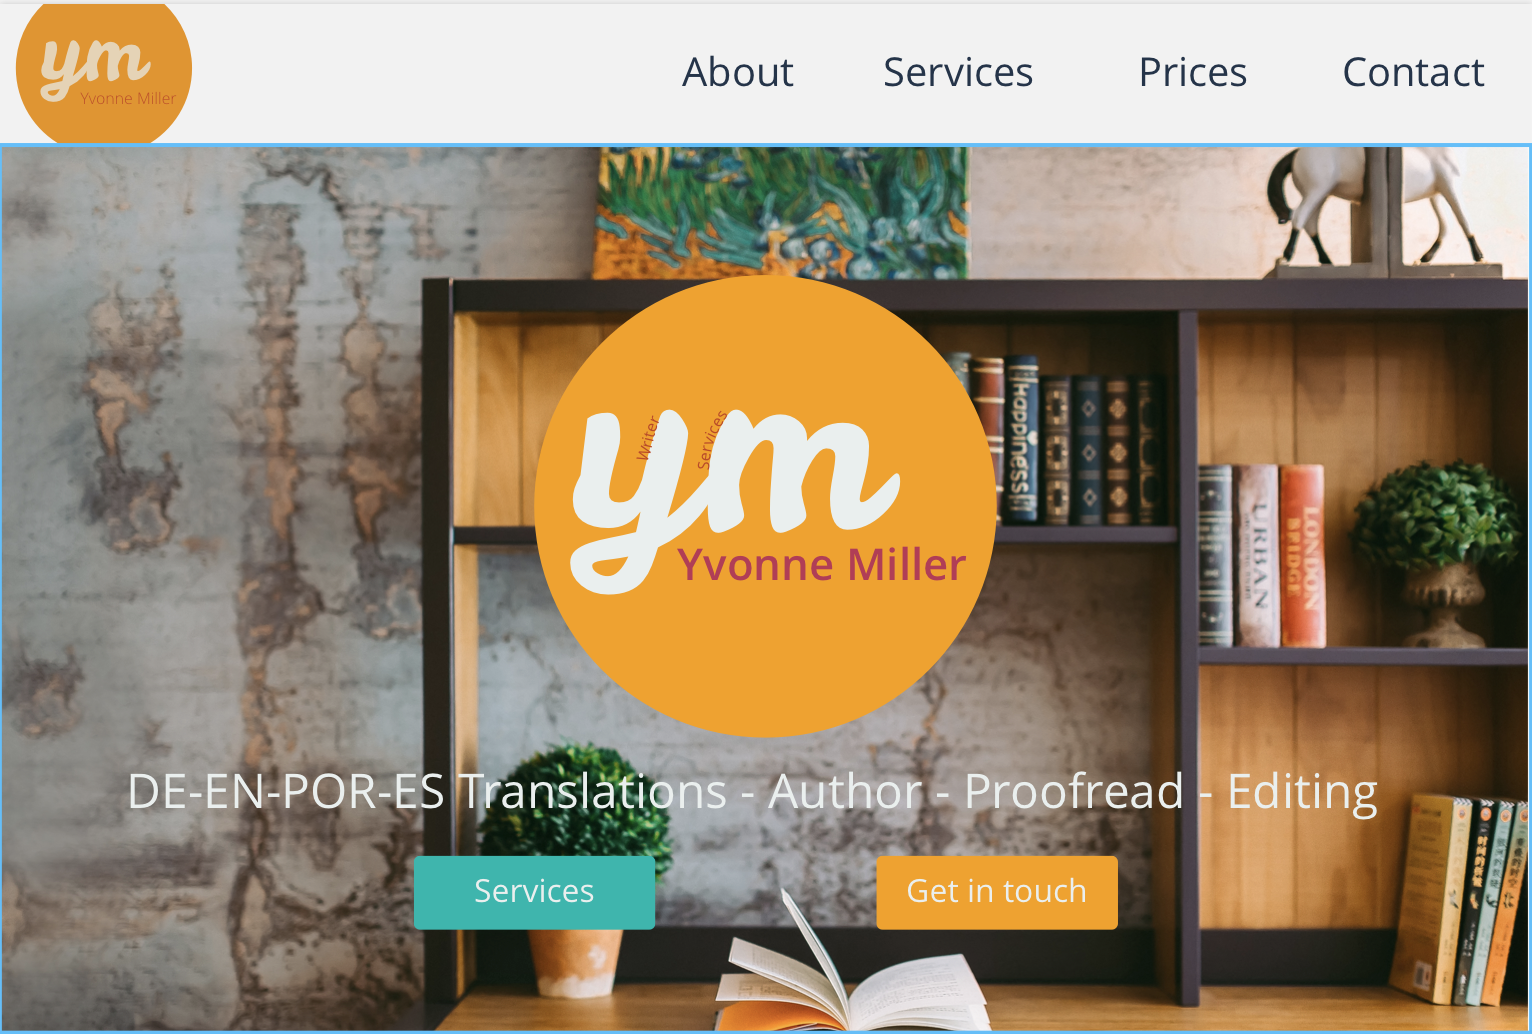 ym
Yvonne Miller
About
Services
Prices
Contact
ym
Writer
Services
Yvonne Miller
Happiness
URBAN
LONDON
BRIDGE
DE-EN-POR-ES Translations - Author - Proofread - Editing
Services
Get in touch